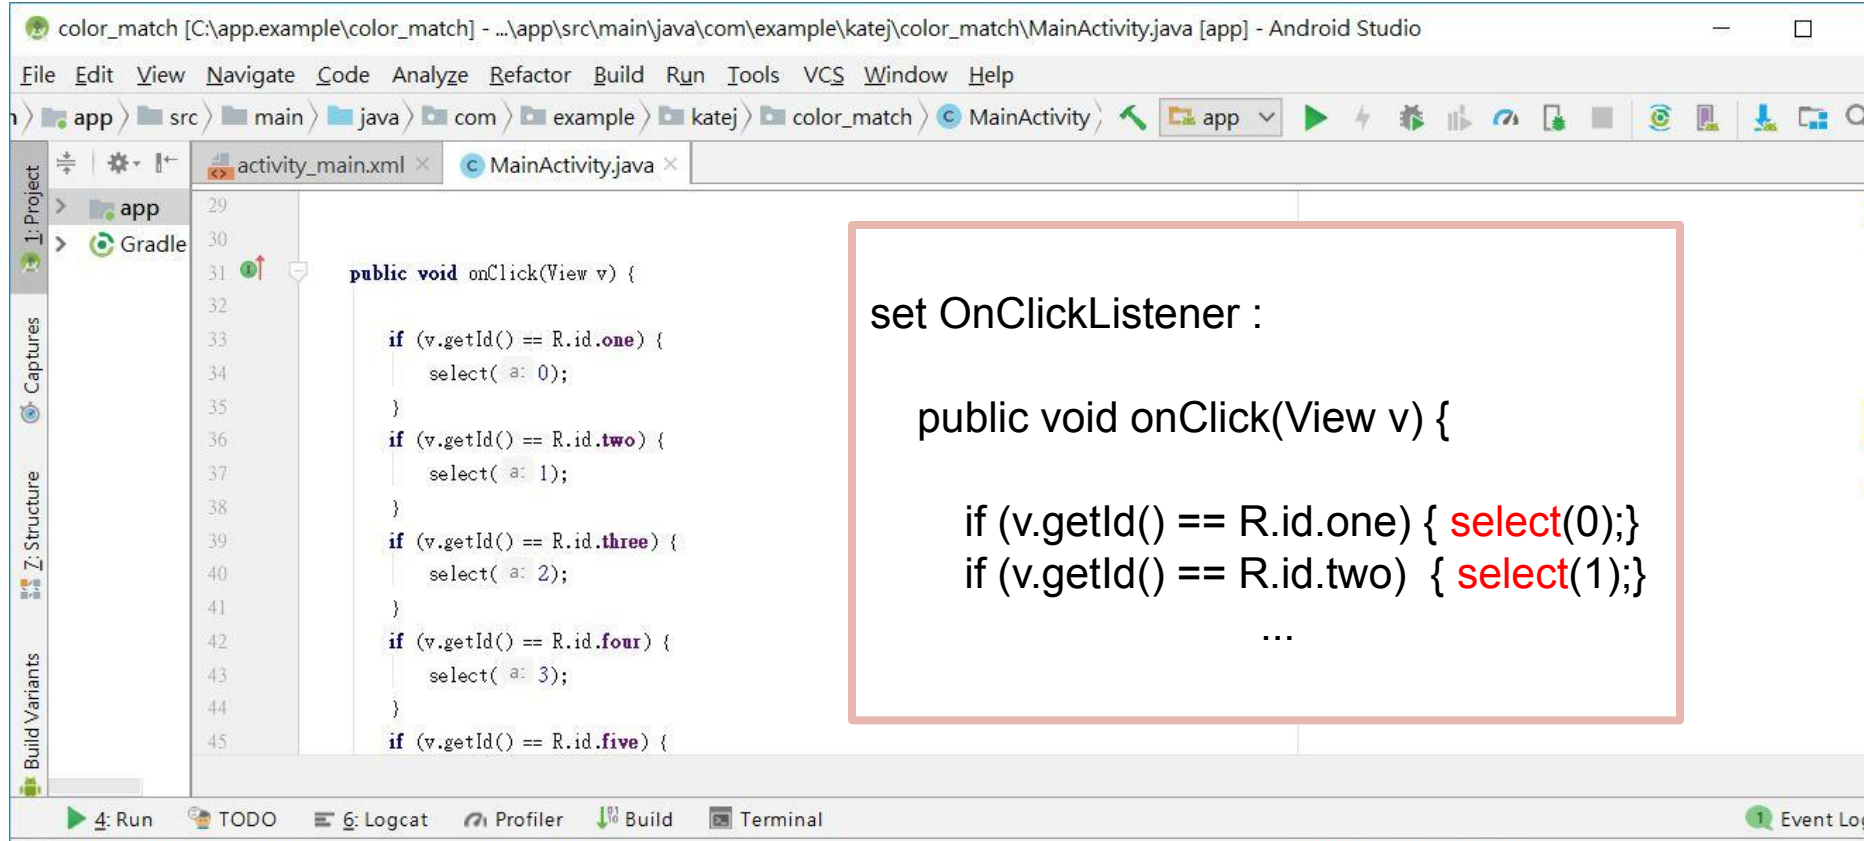 color_match [C:\app.example\color_match] - ...\app\src\main\java\com\example\katej\color_match\MainActivity.java [app] - Android Studio
File Edit View Navigate Code Analyze Refactor Build Run Tools VCS Window Help
app src main java com example katej color_match MainActivity app
activity_main.xml MainActivity.java
1: Project
Captures
7: Structure
Build Variants
app
Gradle
29
30
31 public void onClick(View v) {
32
33 if (v.getId() == R.id.one) {
34 select( a: 0);
35 }
36 if (v.getId() == R.id.two) {
37 select( a: 1);
38 }
39 if (v.getId() == R.id.three) {
40 select( a: 2);
41 }
42 if (v.getId() == R.id.four) {
43 select( a: 3);
44 }
45 if (v.getId() == R.id.five) {
set OnClickListener :
public void onClick(View v) {
if (v.getId() == R.id.one) { select(0);}
if (v.getId() == R.id.two) { select(1);}
...
4: Run TODO 6: Logcat Profiler Build Terminal
1 Event Log